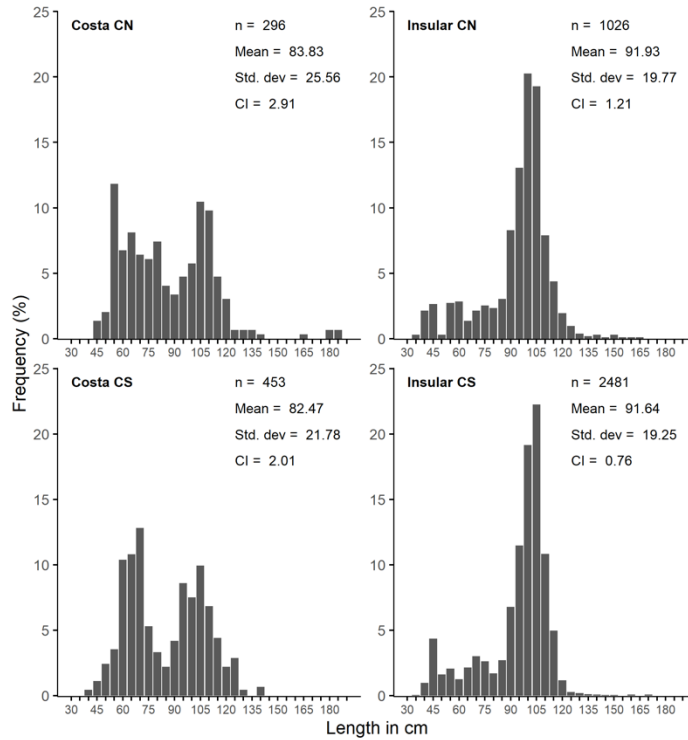 Frequency (%)
Costa CN
n = 296
Mean = 83.83
Std. dev = 25.56
CI = 2.91
25
20
15
10
5
0
30 45 60 75 90 105 120 135 150 165 180
Insular CN
n = 1026
Mean = 91.93
Std. dev = 19.77
CI = 1.21
25
20
15
10
5
0
30 45 60 75 90 105 120 135 150 165 180
Costa CS
n = 453
Mean = 82.47
Std. dev = 21.78
CI = 2.01
25
20
15
10
5
0
30 45 60 75 90 105 120 135 150 165 180
Insular CS
n = 2481
Mean = 91.64
Std. dev = 19.25
CI = 0.76
25
20
15
10
5
0
30 45 60 75 90 105 120 135 150 165 180
Length in cm